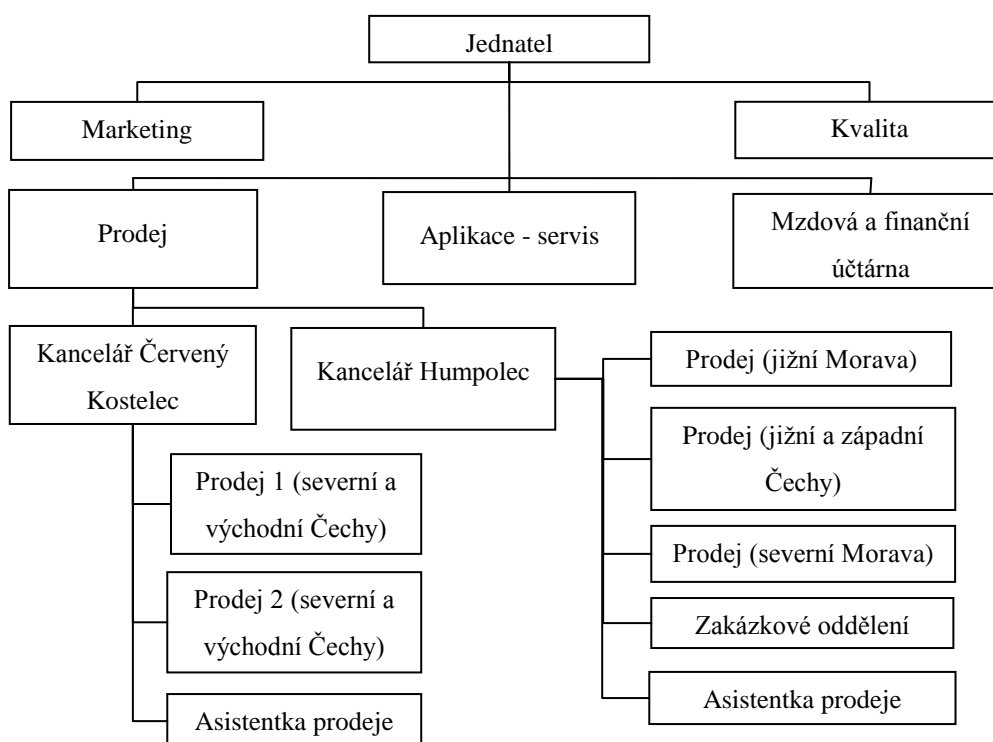 Jednatel
Marketing
Kvalita
Prodej
Aplikace - servis
Mzdová a finanční
účtárna
Kancelář Červený
Kostelec
Kancelář Humpolec
Prodej 1 (severní a
východní Čechy)
Prodej 2 (severní a
východní Čechy)
Asistentka prodeje
Prodej (jižní Morava)
Prodej (jižní a západní
Čechy)
Prodej (severní Morava)
Zakázkové oddělení
Asistentka prodeje